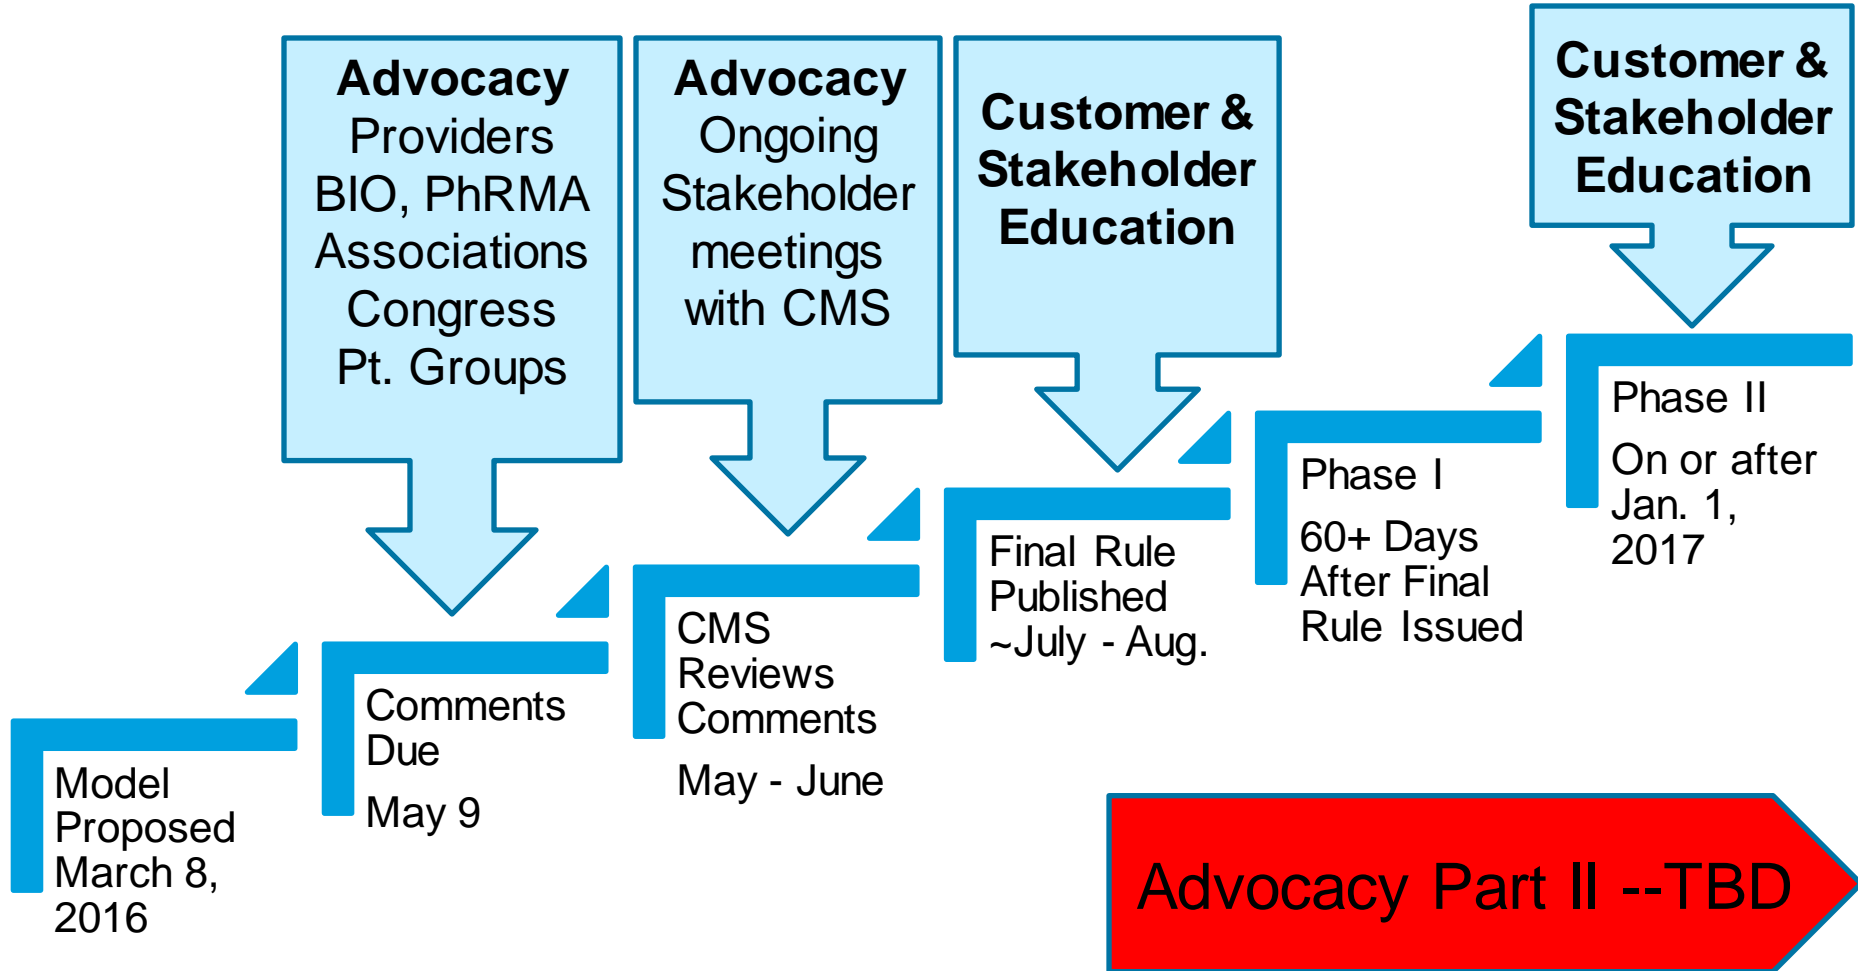 Advocacy
Providers
BIO, PhRMA
Associations
Congress
Pt. Groups
Advocacy
Ongoing
Stakeholder
meetings
with CMS
Customer &
Stakeholder
Education
Customer &
Stakeholder
Education
Model
Proposed
March 8,
2016
Comments
Due
May 9
CMS
Reviews
Comments
May - June
Final Rule
Published
~July - Aug.
Phase I
60+ Days
After Final
Rule Issued
Phase II
On or after
Jan. 1,
2017
Advocacy Part II --TBD